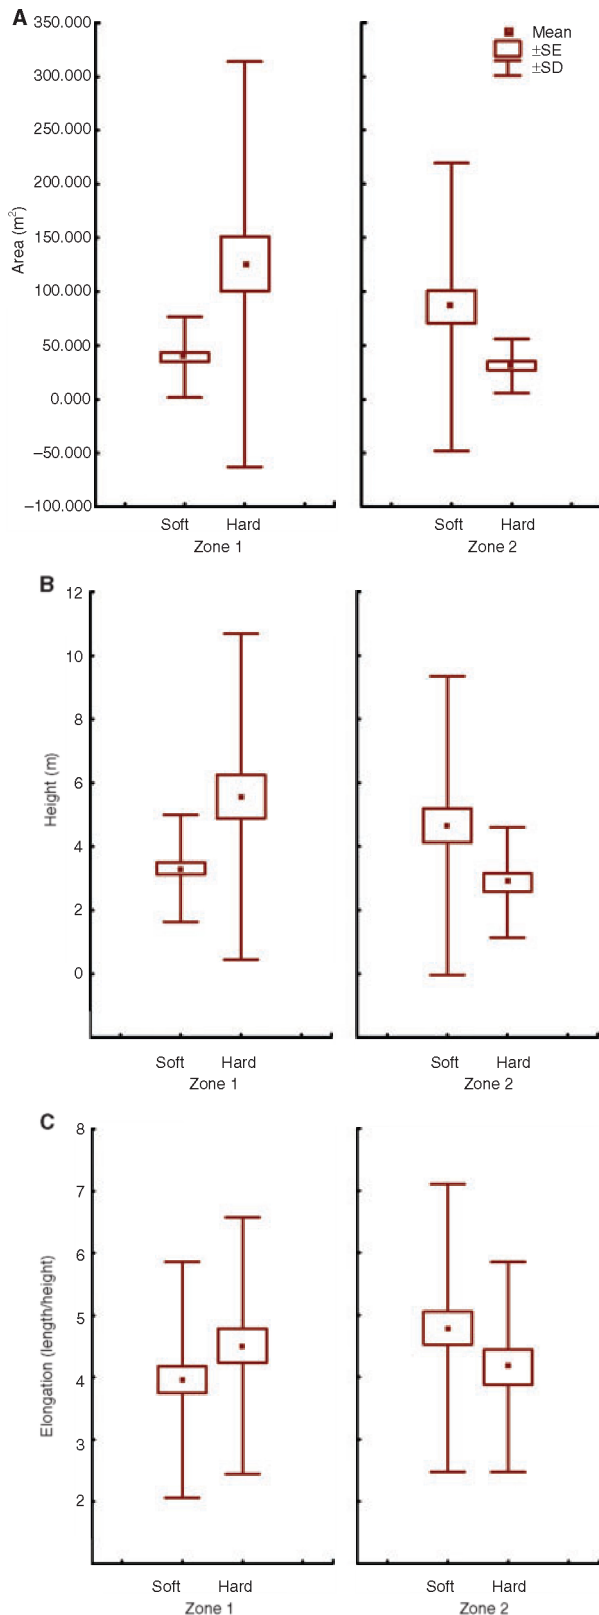 A
350.000
300.000
250.000
200.000
150.000
100.000
50.000
0.000
–50.000
–100.000
Area (m²)
Mean
±SE
±SD
Soft Hard
Zone 1
Soft Hard
Zone 2
B
12
10
8
6
4
2
0
Height (m)
Soft Hard
Zone 1
Soft Hard
Zone 2
C
8
7
6
5
4
3
2
Elongation (length/height)
Soft Hard
Zone 1
Soft Hard
Zone 2